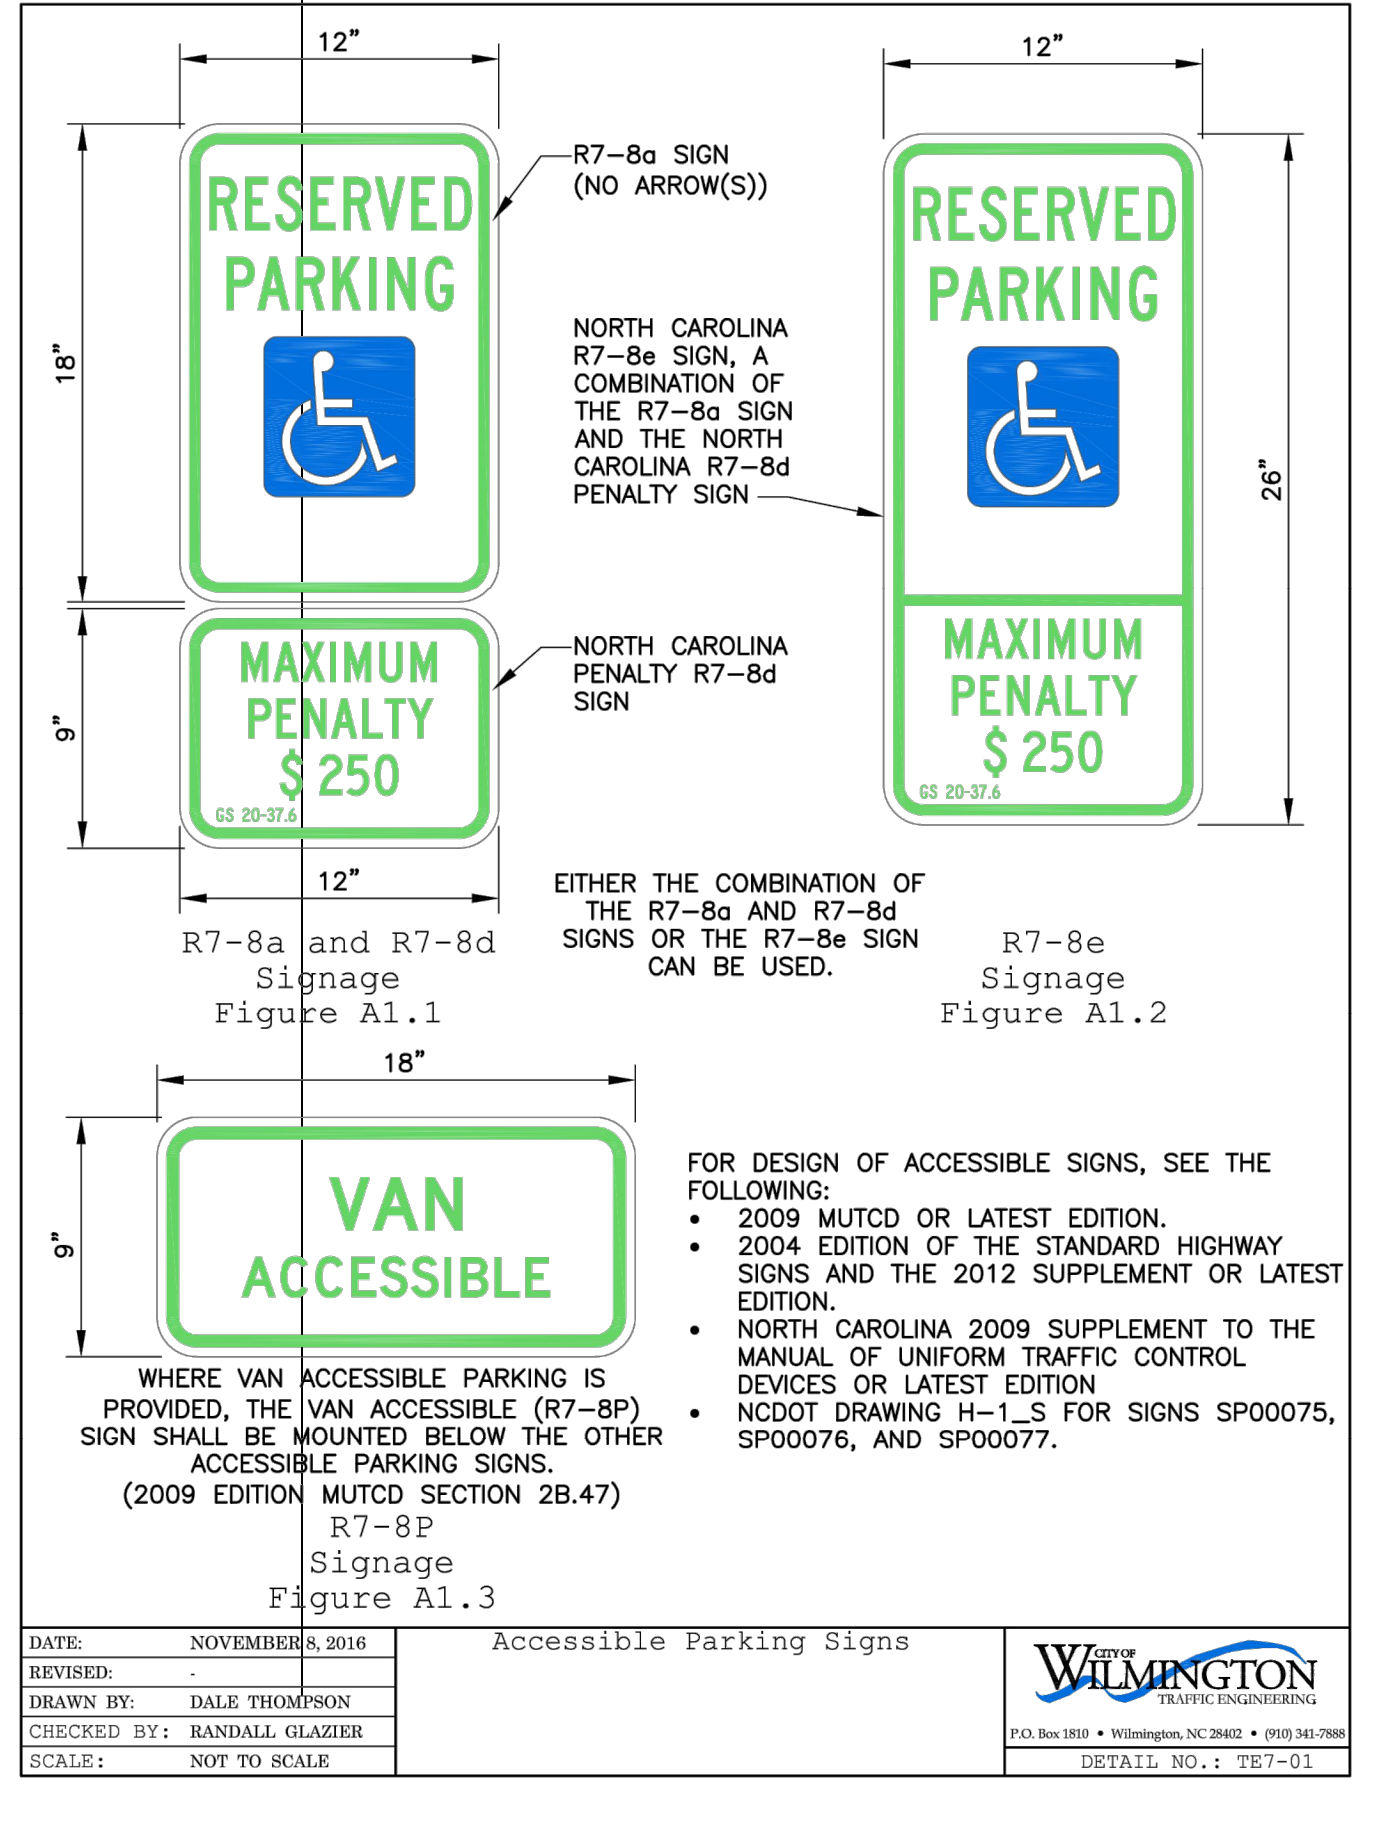 12”
18”
RESERVED
PARKING
R7-8a SIGN
(NO ARROW(S))
9”
MAXIMUM
PENALTY
$ 250
GS 20-37.6
NORTH CAROLINA
PENALTY R7-8d
SIGN
12”
R7-8a and R7-8d
Signage
Figure A1.1
NORTH CAROLINA
R7-8e SIGN, A
COMBINATION OF
THE R7-8a SIGN
AND THE NORTH
CAROLINA R7-8d
PENALTY SIGN
12”
26”
RESERVED
PARKING
MAXIMUM
PENALTY
$ 250
GS 20-37.6
EITHER THE COMBINATION OF
THE R7-8a AND R7-8d
SIGNS OR THE R7-8e SIGN
CAN BE USED.
R7-8e
Signage
Figure A1.2
18”
9”
VAN
ACCESSIBLE
WHERE VAN ACCESSIBLE PARKING IS
PROVIDED, THE VAN ACCESSIBLE (R7-8P)
SIGN SHALL BE MOUNTED BELOW THE OTHER
ACCESSIBLE PARKING SIGNS.
(2009 EDITION MUTCD SECTION 2B.47)
R7-8P
Signage
Figure A1.3
FOR DESIGN OF ACCESSIBLE SIGNS, SEE THE
FOLLOWING:
• 2009 MUTCD OR LATEST EDITION.
• 2004 EDITION OF THE STANDARD HIGHWAY
SIGNS AND THE 2012 SUPPLEMENT OR LATEST
EDITION.
• NORTH CAROLINA 2009 SUPPLEMENT TO THE
MANUAL OF UNIFORM TRAFFIC CONTROL
DEVICES OR LATEST EDITION
• NCDOT DRAWING H-1_S FOR SIGNS SP00075,
SP00076, AND SP00077.
DATE: NOVEMBER 8, 2016
REVISED: -
DRAWN BY: DALE THOMPSON
CHECKED BY: RANDALL GLAZIER
SCALE: NOT TO SCALE
Accessible Parking Signs
CITY OF
WILMINGTON
TRAFFIC ENGINEERING
P.O. Box 1810 • Wilmington, NC 28402 • (910) 341-7888
DETAIL NO.: TE7-01